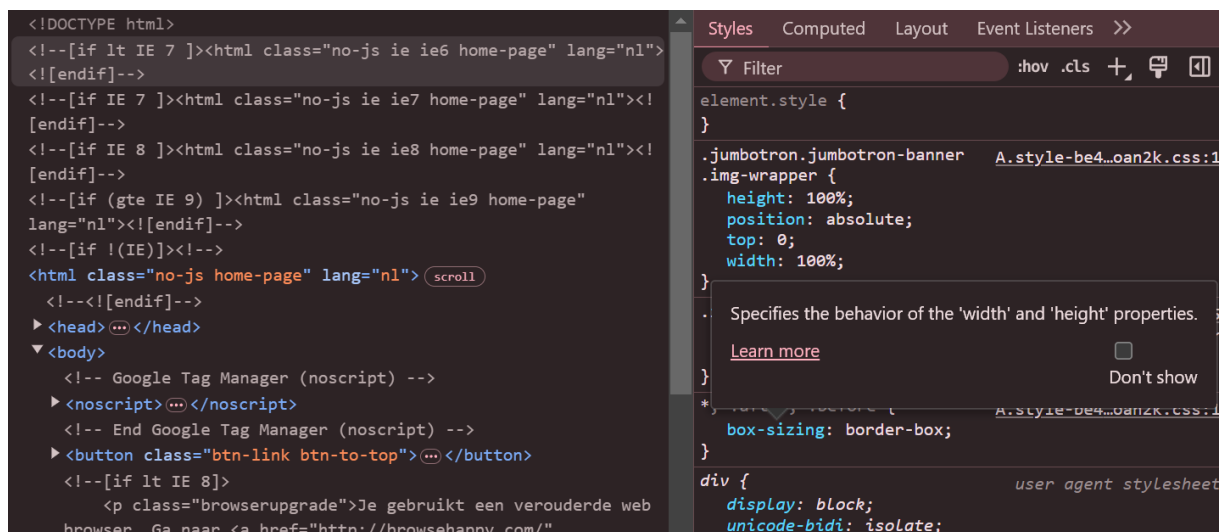 <!DOCTYPE html>
<!--[if lt IE 7 ]><html class="no-js ie ie6 home-page" lang="nl">
<![endif]-->
<!--[if IE 7 ]><html class="no-js ie ie7 home-page" lang="nl"><!
[endif]-->
<!--[if IE 8 ]><html class="no-js ie ie8 home-page" lang="nl"><!
[endif]-->
<!--[if (gte IE 9) ]><html class="no-js ie ie9 home-page"
lang="nl"><![endif]-->
<!--[if !(IE)]><!-->
<html class="no-js home-page" lang="nl"> scroll
<!--<![endif]-->
<head> ... </head>
<body>
<!-- Google Tag Manager (noscript) -->
<noscript> ... </noscript>
<!-- End Google Tag Manager (noscript) -->
<button class="btn-link btn-to-top"> ... </button>
<!--[if lt IE 8]>
<p class="browserupgrade">Je gebruikt een verouderde web
browser. Ga naar <a href="http://browsehappy.com/"
Styles Computed Layout Event Listeners
Filter :hov .cls
element.style {
}
.jumbotron.jumbotron-banner A.style-be4…oan2k.css:1
.img-wrapper {
height: 100%;
position: absolute;
top: 0;
width: 100%;
}
Specifies the behavior of the 'width' and 'height' properties.
Learn more
Don't show
}
*, { A.style-be4…oan2k.css:1
box-sizing: border-box;
}
div { user agent stylesheet
display: block;
unicode-bidi: isolate;